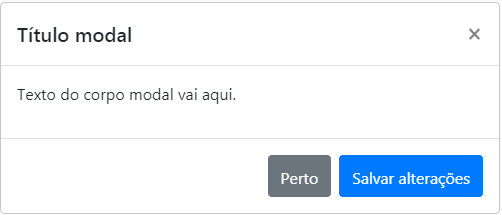 Título modal ×
Texto do corpo modal vai aqui.
Perto Salvar alterações